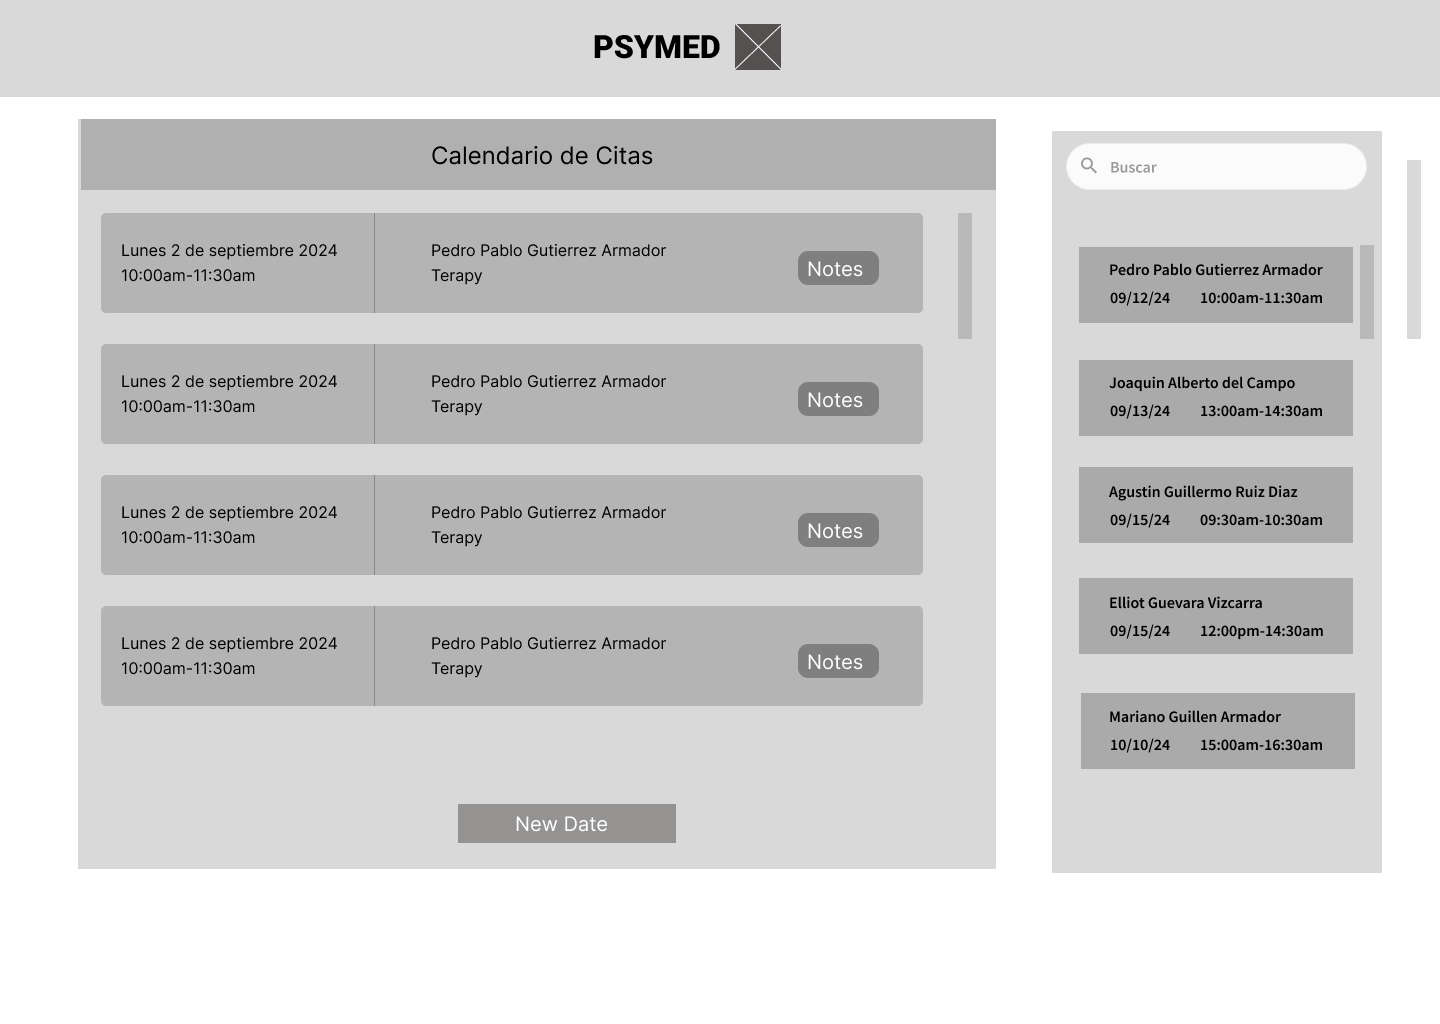 PSYMED
Calendario de Citas
Lunes 2 de septiembre 2024
10:00am-11:30am
Pedro Pablo Gutierrez Armador
Terapy
Notes
Lunes 2 de septiembre 2024
10:00am-11:30am
Pedro Pablo Gutierrez Armador
Terapy
Notes
Lunes 2 de septiembre 2024
10:00am-11:30am
Pedro Pablo Gutierrez Armador
Terapy
Notes
Lunes 2 de septiembre 2024
10:00am-11:30am
Pedro Pablo Gutierrez Armador
Terapy
Notes
New Date
Buscar
Pedro Pablo Gutierrez Armador
09/12/24 10:00am-11:30am
Joaquin Alberto del Campo
09/13/24 13:00am-14:30am
Agustin Guillermo Ruiz Diaz
09/15/24 09:30am-10:30am
Elliot Guevara Vizcarra
09/15/24 12:00pm-14:30am
Mariano Guillen Armador
10/10/24 15:00am-16:30am